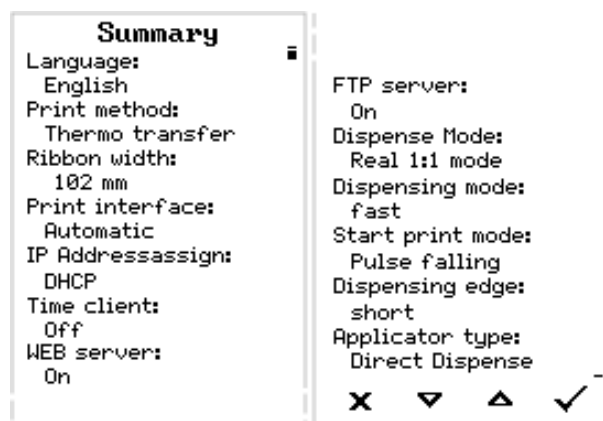 Summary
Language:
English
Print method:
Thermo transfer
Ribbon width:
102 mm
Print interface:
Automatic
IP Addressassign:
DHCP
Time client:
Off
WEB server:
On
FTP server:
On
Dispense Mode:
Real 1:1 mode
Dispensing mode:
fast
Start print mode:
Pulse falling
Dispensing edge:
short
Applicator type:
Direct Dispense